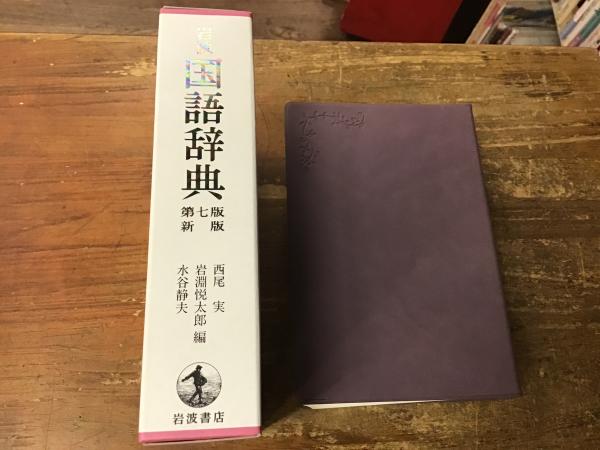 岩波
国語辞典
第七版
新版
西尾実
岩淵悦太郎
水谷静夫
編
岩波書店